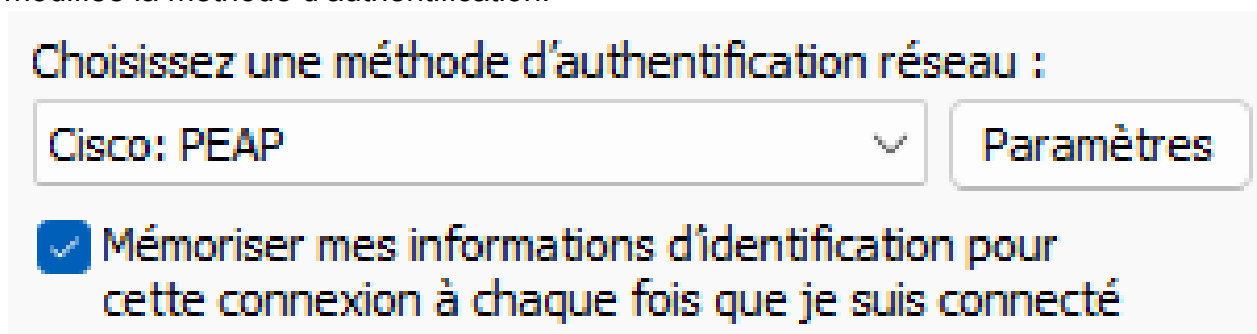 Choisissez une méthode d'authentification réseau :
Cisco: PEAP
Paramètres
Mémoriser mes informations d'identification pour
cette connexion à chaque fois que je suis connecté